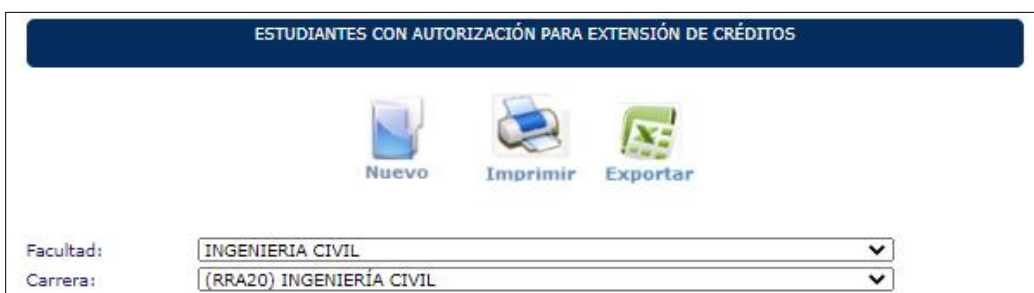 ESTUDIANTES CON AUTORIZACIÓN PARA EXTENSIÓN DE CRÉDITOS
Nuevo Imprimir Exportar
Facultad: INGENIERIA CIVIL
Carrera: (RRA20) INGENIERÍA CIVIL